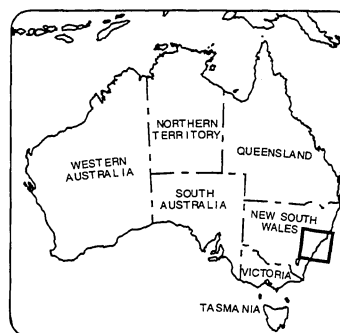 NORTHERN
TERRITORY
WESTERN
AUSTRALIA
QUEENSLAND
SOUTH
AUSTRALIA
NEW SOUTH
WALES
VICTORIA
TASMANIA